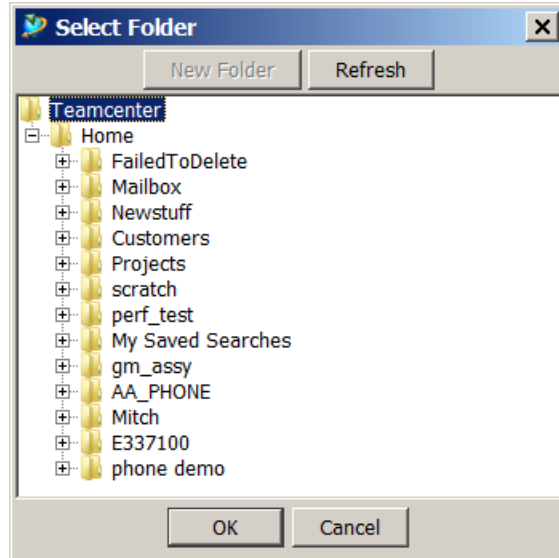 Select Folder
New Folder Refresh
Teamcenter
Home
FailedToDelete
Mailbox
Newstuff
Customers
Projects
scratch
perf_test
My Saved Searches
gm_assy
AA_PHONE
Mitch
E337100
phone demo
OK Cancel